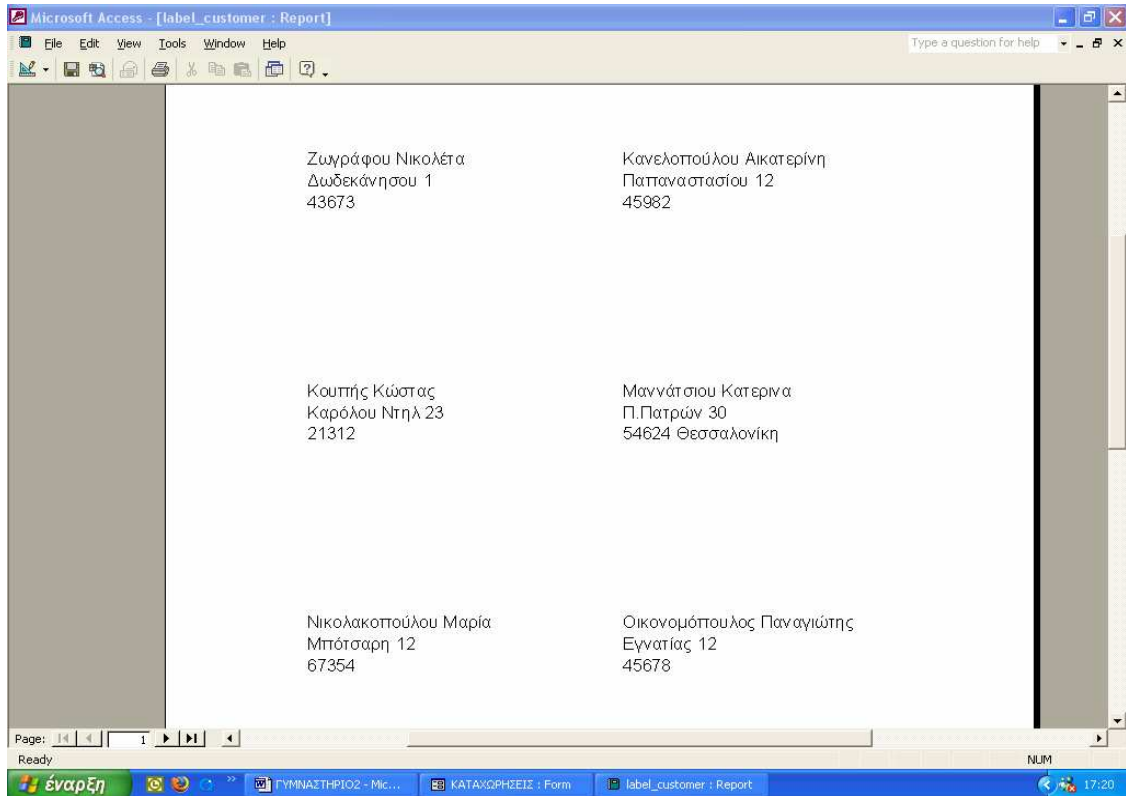 Microsoft Access - [label_customer : Report]
File Edit View Tools Window Help
Type a question for help
Ζωγράφου Νικολέτα
Δωδεκάνησου 1
43673
Κανελοπούλου Αικατερίνη
Παπαναστασίου 12
45982
Κουπής Κώστας
Καρόλου Ντηλ 23
21312
Μαννάτσιου Κατερινα
Π.Πατρών 30
54624 Θεσσαλονίκη
Νικολακοπούλου Μαρία
Μπότσαρη 12
67354
Οικονομόπουλος Παναγιώτης
Εγνατίας 12
45678
Page: 1
Ready
NUM
έναρξη
ΓΥΜΝΑΣΤΗΡΙΟ2 - Mic...
ΚΑΤΑΧΩΡΗΣΕΙΣ : Form
label_customer : Report
17:20